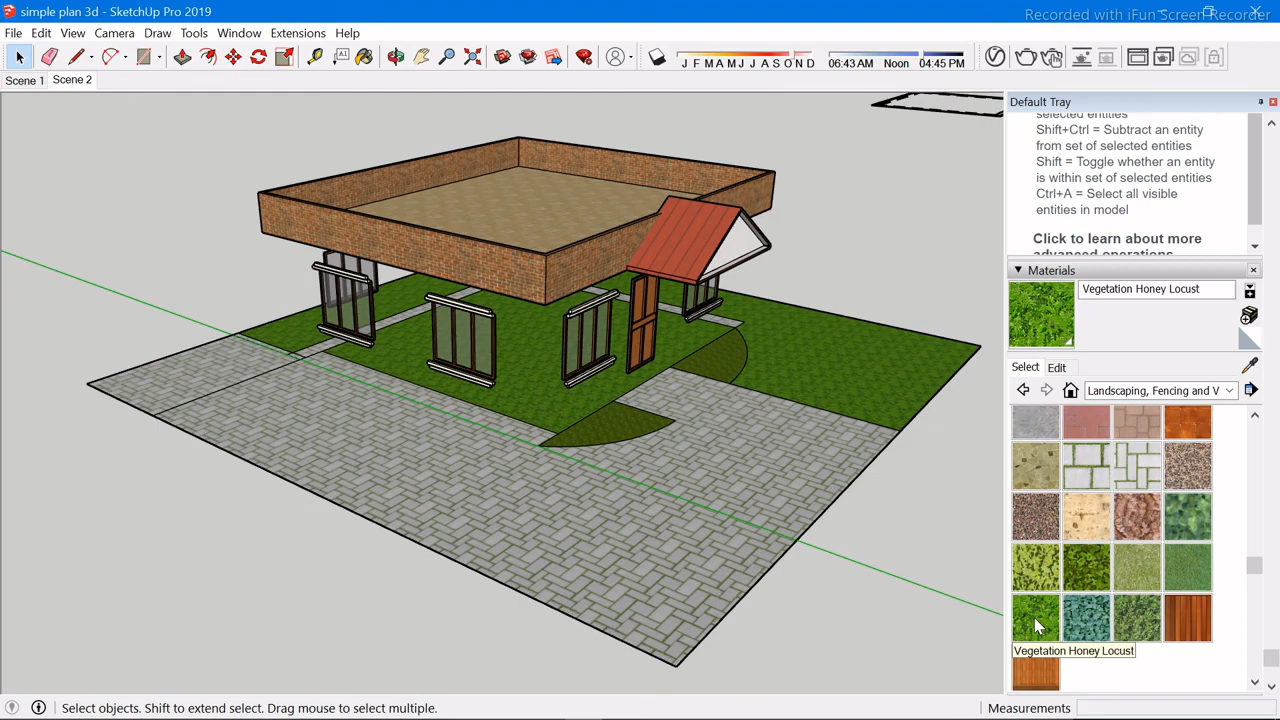 simple plan 3d - SketchUp Pro 2019
Recorded with iFun Screen Recorder
File Edit View Camera Draw Tools Window Extensions Help
J F M A M J J A S O N D
06:43 AM Noon 04:45 PM
Scene 1 Scene 2
Default Tray
selected entities
Shift+Ctrl = Subtract an entity
from set of selected entities
Shift = Toggle whether an entity
is within set of selected entities
Ctrl+A = Select all visible
entities in model
Click to learn about more
advanced operations
Materials
Vegetation Honey Locust
Select Edit
Landscaping, Fencing and V
Vegetation Honey Locust
Select objects. Shift to extend select. Drag mouse to select multiple.
Measurements